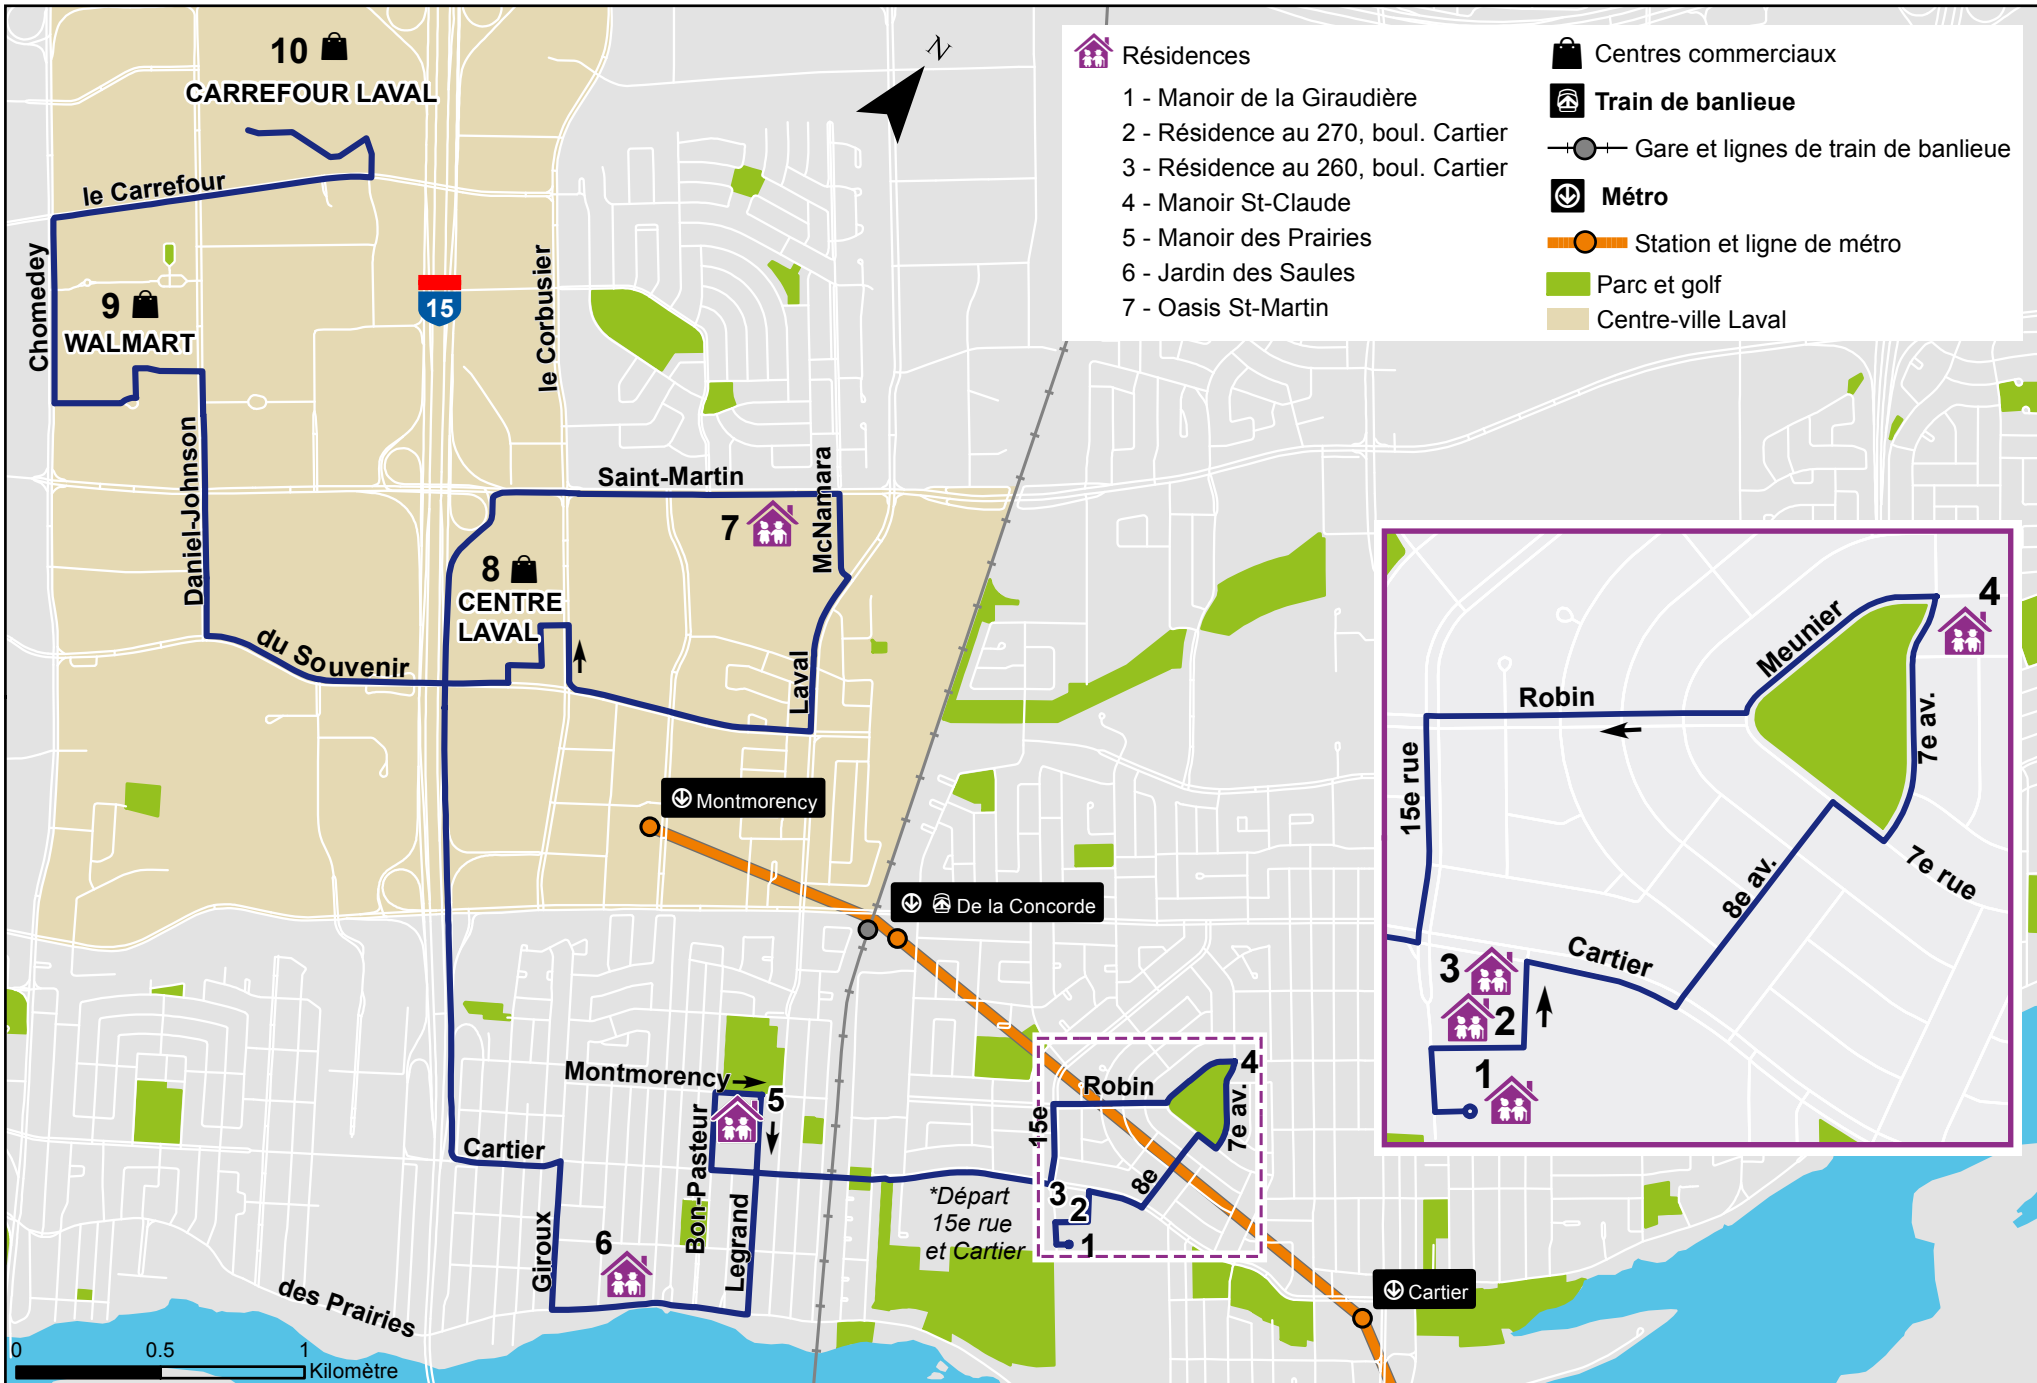 10
CARREFOUR LAVAL
le Carrefour
Chomedey
9
WALMART
15
le Corbusier
Daniel-Johnson
Saint-Martin
7
McNamara
8
CENTRE
LAVAL
du Souvenir
Laval
N
Résidences
1 - Manoir de la Giraudière
2 - Résidence au 270, boul. Cartier
3 - Résidence au 260, boul. Cartier
4 - Manoir St-Claude
5 - Manoir des Prairies
6 - Jardin des Saules
7 - Oasis St-Martin
Centres commerciaux
Train de banlieue
Gare et lignes de train de banlieue
Métro
Station et ligne de métro
Parc et golf
Centre-ville Laval
4
Meunier
Robin
7e av.
15e rue
7e rue
8e av.
Cartier
3
2
1
Montmorency
De la Concorde
Montmorency
5
Bon-Pasteur
Cartier
Giroux
6
Legrand
des Prairies
Robin
4
15e
7e av.
8e
3
2
1
*Départ
15e rue
et Cartier
Cartier
0 0.5 1
Kilomètre